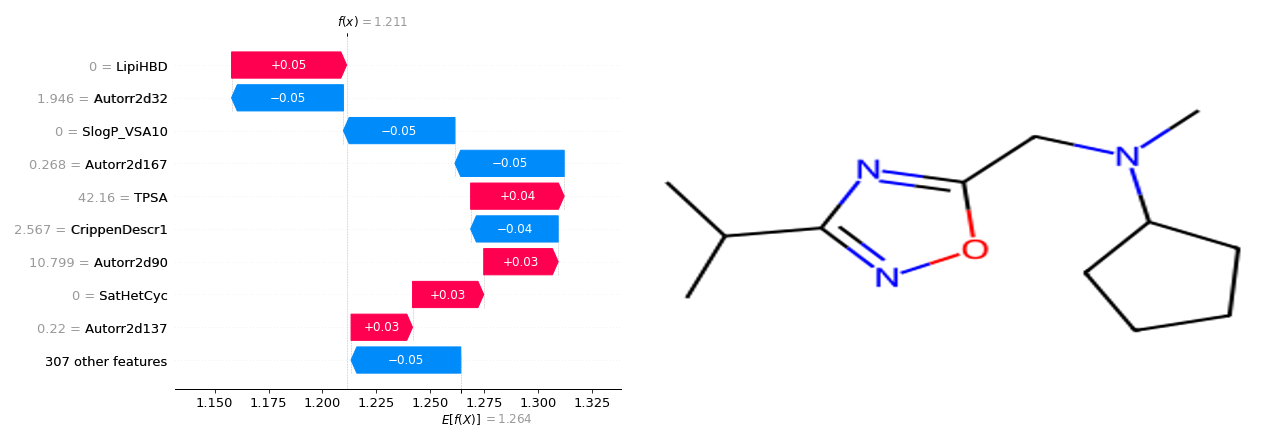 f(x) = 1.211
0 = LipiHBD
+0.05
1.946 = Autorr2d32
−0.05
0 = SlogP_VSA10
−0.05
0.268 = Autorr2d167
−0.05
42.16 = TPSA
+0.04
2.567 = CrippenDescr1
−0.04
10.799 = Autorr2d90
+0.03
0 = SatHetCyc
+0.03
0.22 = Autorr2d137
+0.03
307 other features
−0.05
1.150 1.175 1.200 1.225 1.250 1.275 1.300 1.325
E[f(X)] = 1.264
N
N
O
N